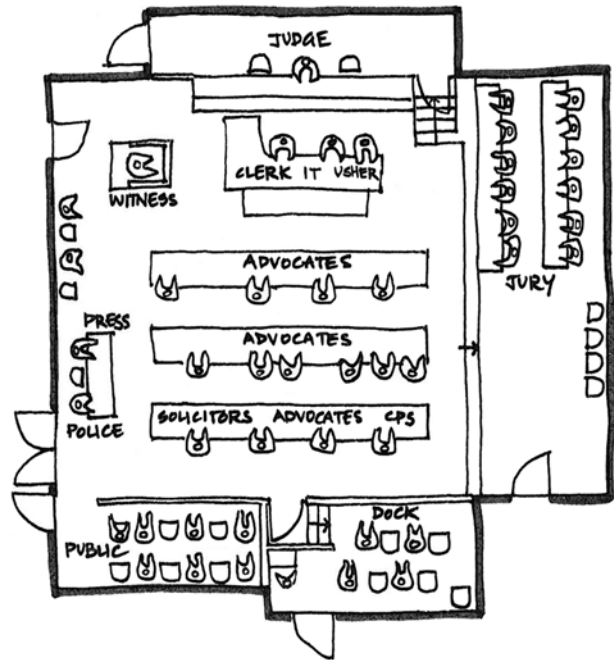 JUDGE
CLERK IT USHER
WITNESS
ADVOCATES
JURY
PRESS
ADVOCATES
SOLICITORS ADVOCATES CPS
POLICE
DOCK
PUBLIC